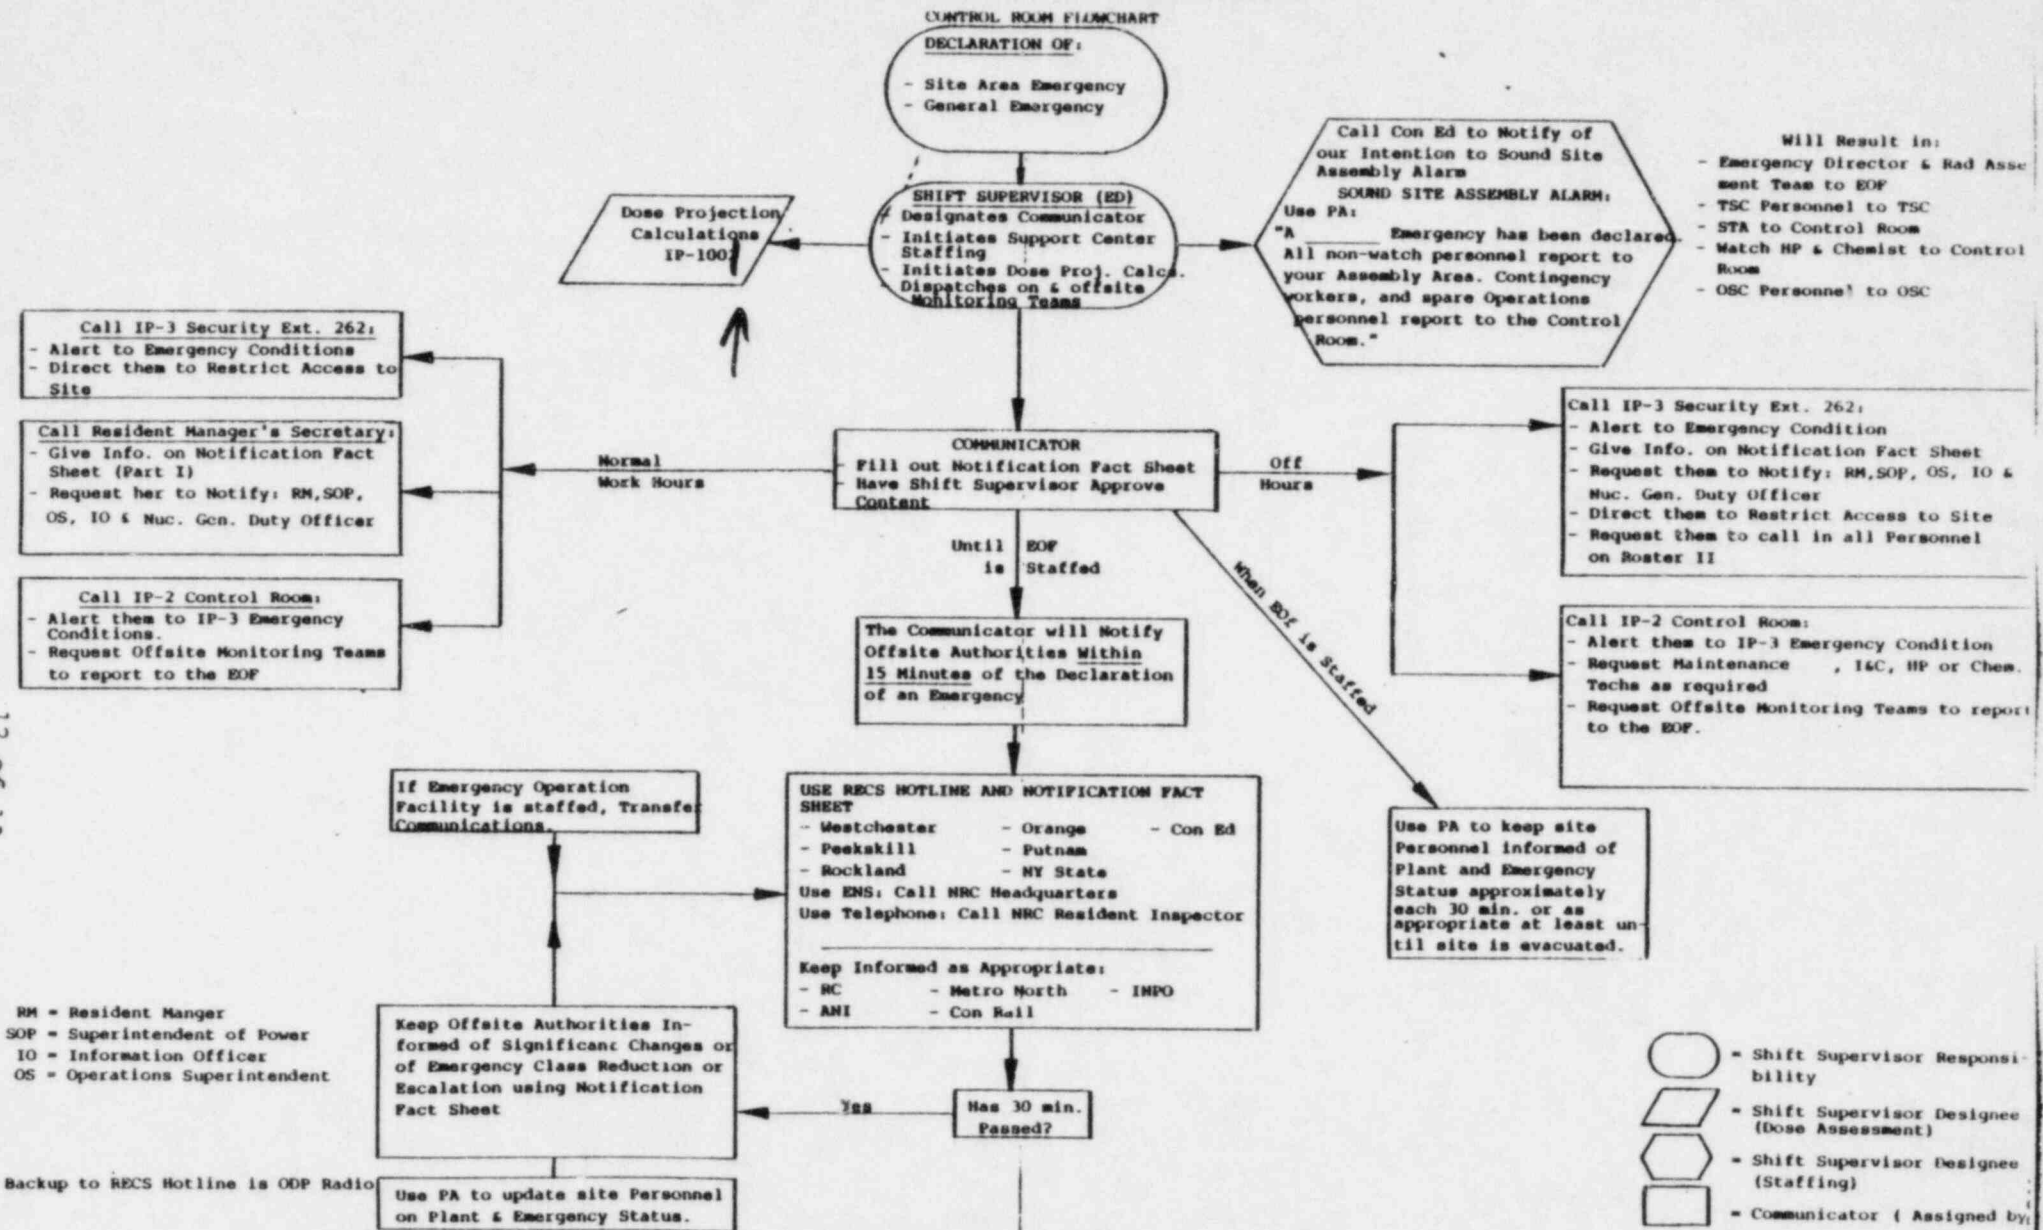 CONTROL ROOM FLOWCHART
DECLARATION OF:
- Site Area Emergency
- General Emergency
SHIFT SUPERVISOR (ED)
Designates Communicator
- Initiates Support Center
Staffing
- Initiates Dose Proj. Calcs.
Dispatches on & offsite
Monitoring Teams
Dose Projection
Calculations
Call Con Ed to Notify of
our Intention to Sound Site
Assembly Alarm
SOUND SITE ASSEMBLY ALARM:
Use PA:
"A ______ Emergency has been declared.
All non-watch personnel report to
your Assembly Area. Contingency
workers, and spare Operations
personnel report to the Control
Room."
Will Result in:
- Emergency Director & Rad Asse
ment Team to EOF
- TSC Personnel to TSC
- STA to Control Room
- Watch HP & Chemist to Control
Room
- OSC Personnel to OSC
Call IP-3 Security Ext. 262:
- Alert to Emergency Conditions
- Direct them to Restrict Access to
Site
Call Resident Manager's Secretary:
- Give Info. on Notification Fact
Sheet (Part I)
- Request her to Notify: RM,SOP,
OS, IO & Nuc. Gen. Duty Officer
Call IP-2 Control Room:
- Alert them to IP-3 Emergency
Conditions.
- Request Offsite Monitoring Teams
to report to the EOF
Normal
Work Hours
COMMUNICATOR
- Fill out Notification Fact Sheet
- Have Shift Supervisor Approve
Content
Off
Hours
Call IP-3 Security Ext. 262:
- Alert to Emergency Condition
- Give Info. on Notification Fact Sheet
- Request them to Notify: RM,SOP, OS, IO &
Nuc. Gen. Duty Officer
- Direct them to Restrict Access to Site
- Request them to call in all Personnel
on Roster II
Call IP-2 Control Room:
- Alert them to IP-3 Emergency Condition
- Request Maintenance , I&C, HP or Chem.
Techs as required
- Request Offsite Monitoring Teams to report
to the EOF.
Until EOF
is Staffed
When EOF is Staffed
The Communicator will Notify
Offsite Authorities Within
15 Minutes of the Declaration
of an Emergency
If Emergency Operation
Facility is staffed, Transfer
Communications.
USE RECS HOTLINE AND NOTIFICATION FACT
SHEET
- Westchester - Orange - Con Ed
- Peekskill - Putnam
- Rockland - NY State
Use ENS: Call NRC Headquarters
Use Telephone: Call NRC Resident Inspector
Keep Informed as Appropriate:
- RC - Metro North - INPO
- ANI - Con Rail
Use PA to keep site
Personnel informed of
Plant and Emergency
Status approximately
each 30 min. or as
appropriate at least un-
til site is evacuated.
RM = Resident Manger
SOP = Superintendent of Power
IO = Information Officer
OS = Operations Superintendent
Keep Offsite Authorities In-
formed of Significant Changes or
of Emergency Class Reduction or
Escalation using Notification
Fact Sheet
Yes
Has 30 min.
Passed?
Backup to RECS Hotline is ODP Radio
Use PA to update site Personnel
on Plant & Emergency Status.
= Shift Supervisor Responsi-
bility
= Shift Supervisor Designee
(Dose Assessment)
= Shift Supervisor Designee
(Staffing)
= Communicator ( Assigned by